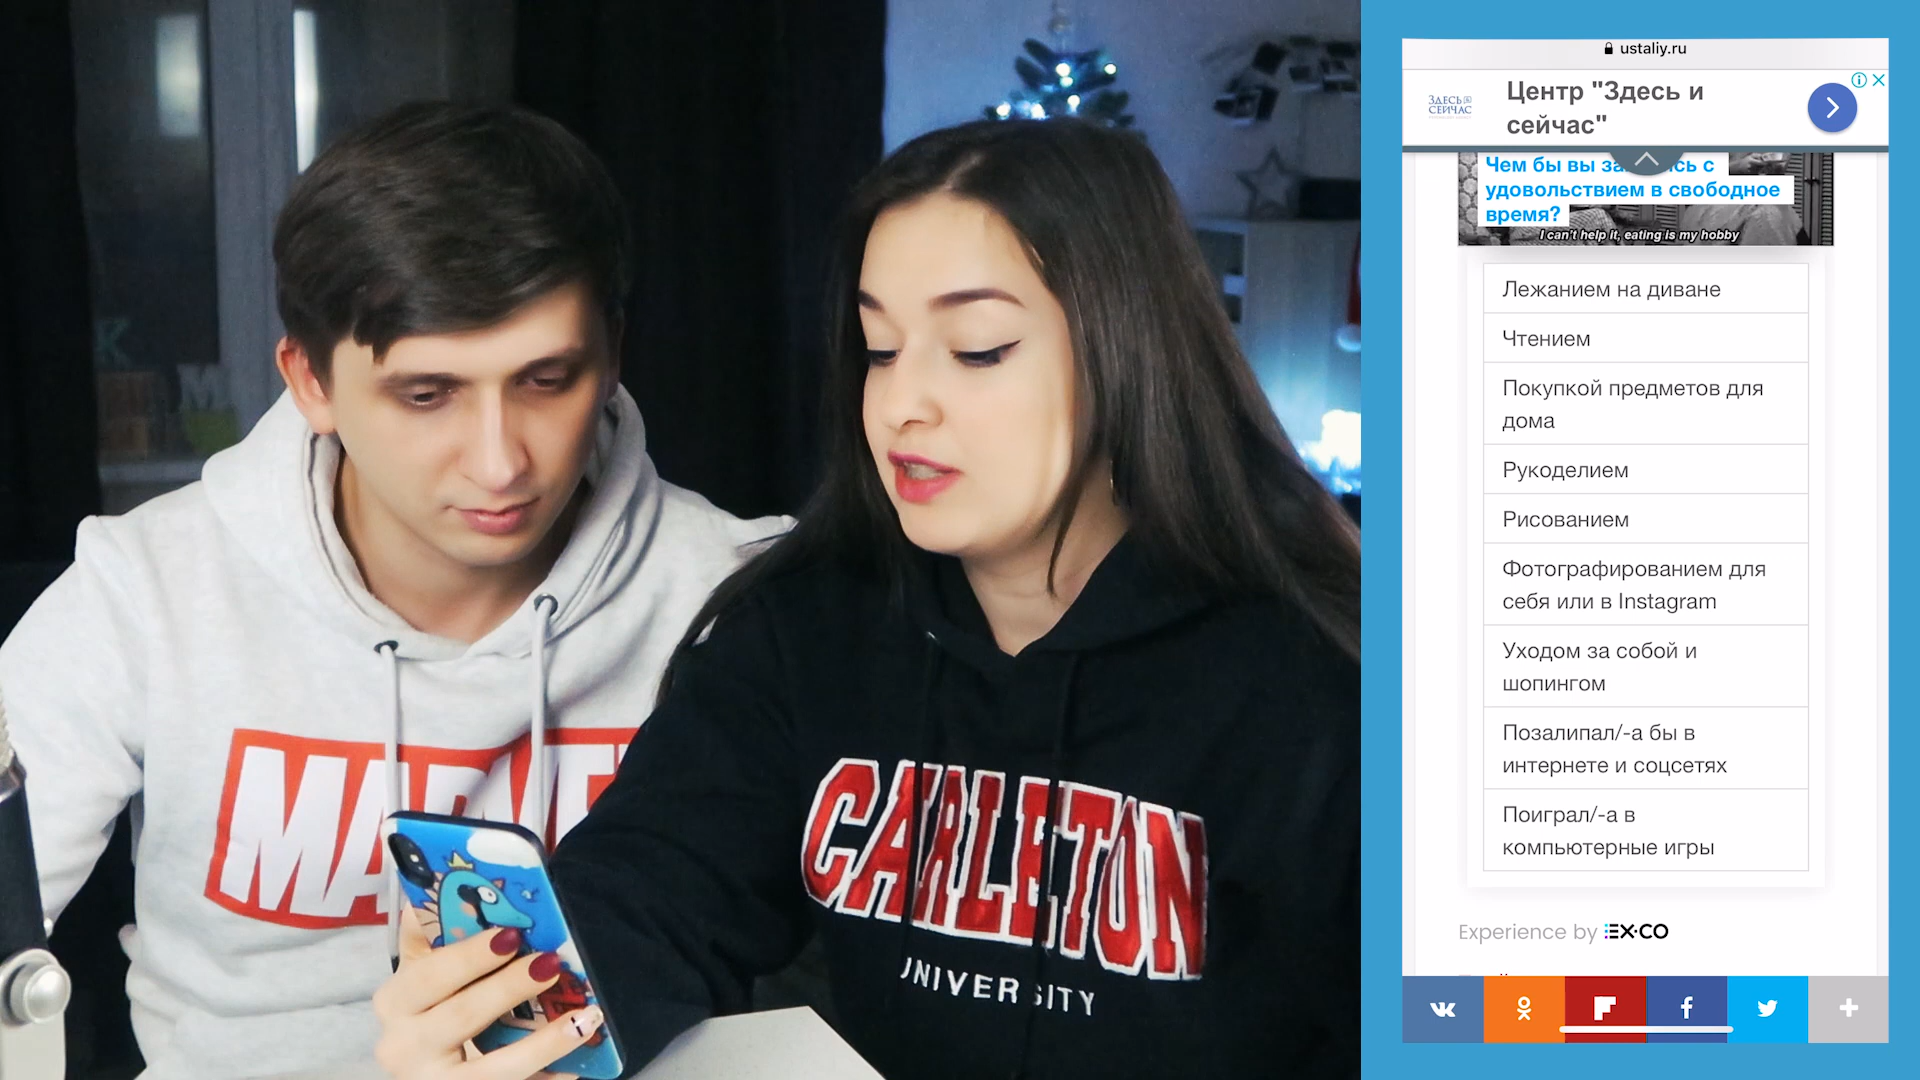 MARVEL
CARLETON
UNIVERSITY
ustaliy.ru
ЗДЕСЬ И
СЕЙЧАС
Центр "Здесь и
сейчас"
Чем бы вы с
удовольствием в свободное
время?
I can't help it, eating is my hobby
Лежанием на диване
Чтением
Покупкой предметов для
дома
Рукоделием
Рисованием
Фотографированием для
себя или в Instagram
Уходом за собой и
шопингом
Позалипал/-а бы в
интернете и соцсетях
Поиграл/-а в
компьютерные игры
Experience by EX·CO